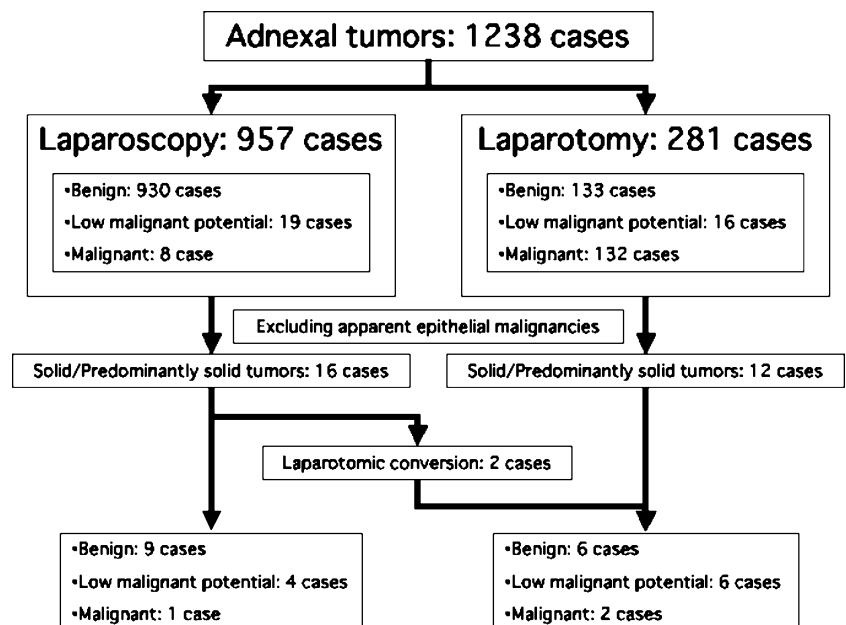 Adnexal tumors: 1238 cases
Laparoscopy: 957 cases
•Benign: 930 cases
•Low malignant potential: 19 cases
•Malignant: 8 case
Laparotomy: 281 cases
•Benign: 133 cases
•Low malignant potential: 16 cases
•Malignant: 132 cases
Excluding apparent epithelial malignancies
Solid/Predominantly solid tumors: 16 cases
Solid/Predominantly solid tumors: 12 cases
Laparotomic conversion: 2 cases
•Benign: 9 cases
•Low malignant potential: 4 cases
•Malignant: 1 case
•Benign: 6 cases
•Low malignant potential: 6 cases
•Malignant: 2 cases